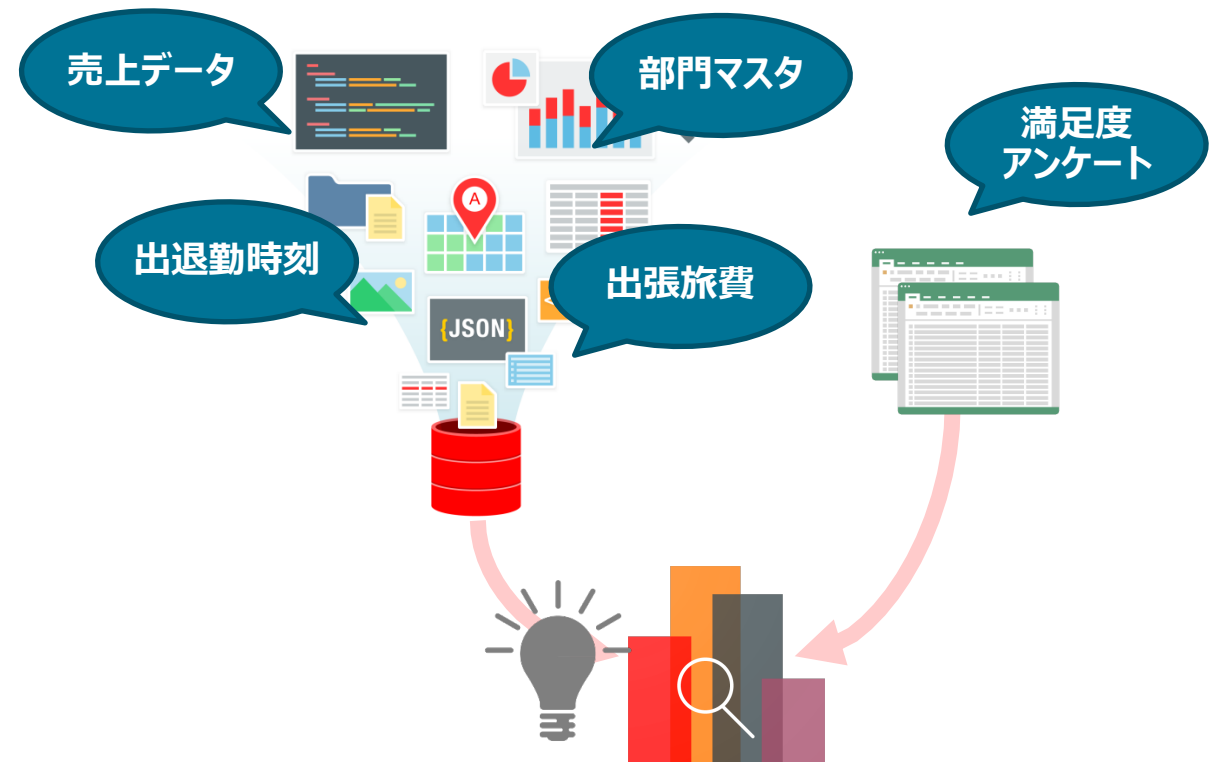 売上データ
部門マスタ
満足度
アンケート
A
出退勤時刻
出張旅費
{JSON}
<